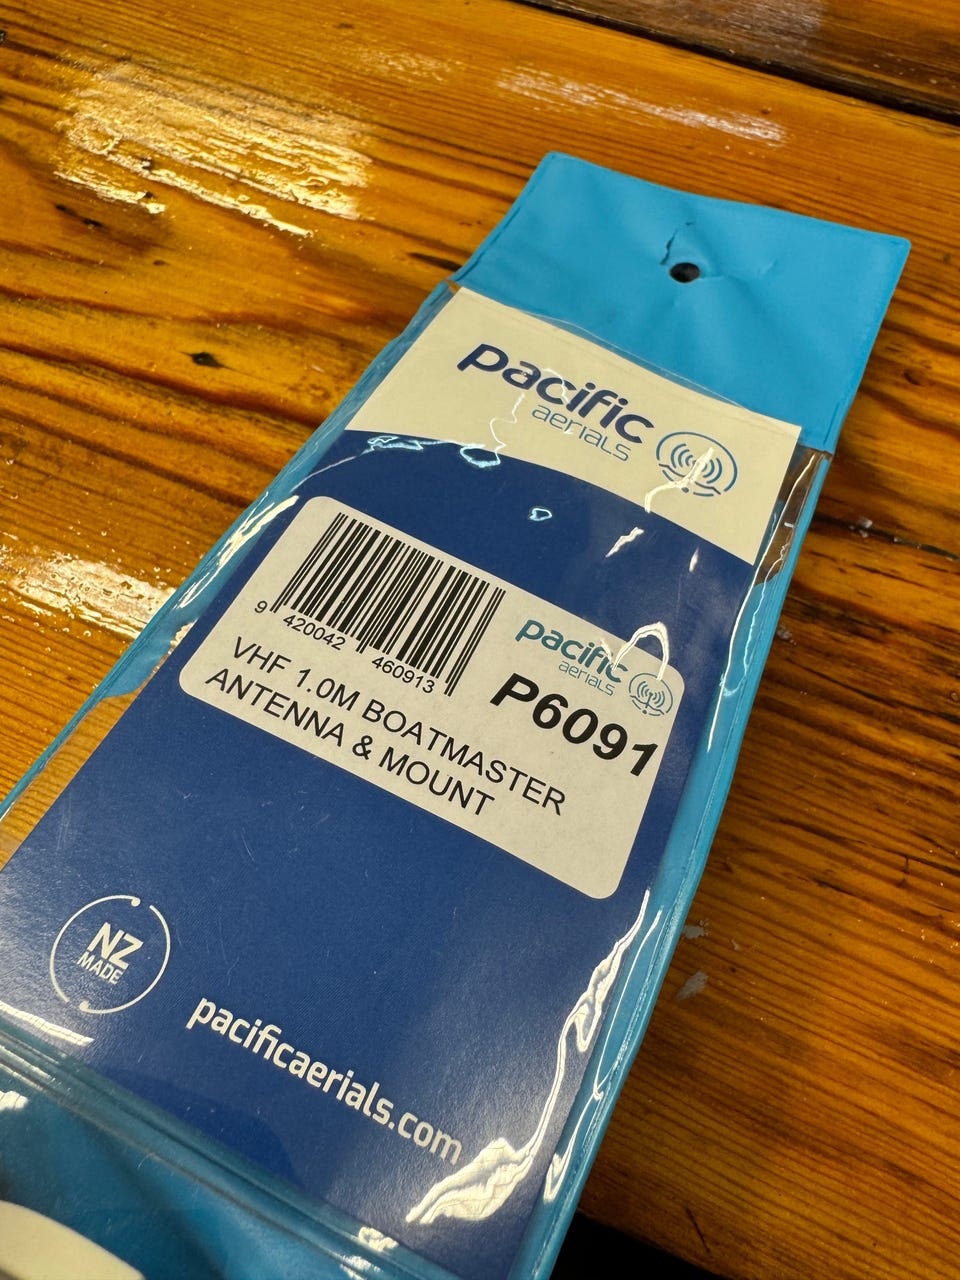 pacific
aerials
9 420042 460913
pacific
aerials
P6091
VHF 1.0M BOATMASTER
ANTENNA & MOUNT
NZ
MADE
pacificaerials.com